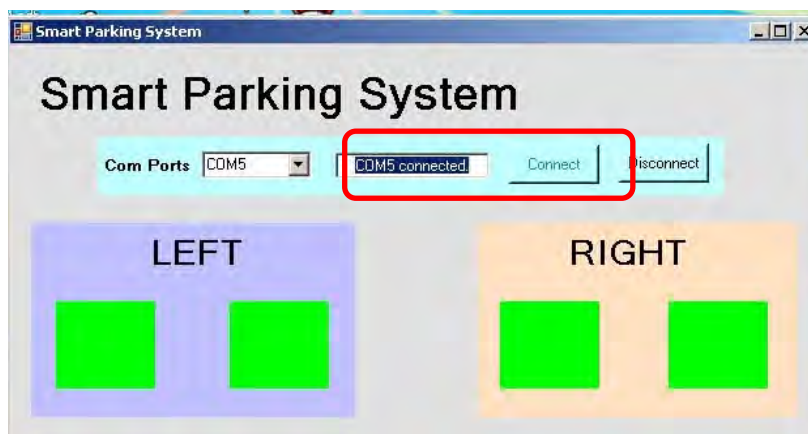 Smart Parking System
Smart Parking System
Com Ports COM5 COM5 connected. Connect Disconnect
LEFT RIGHT